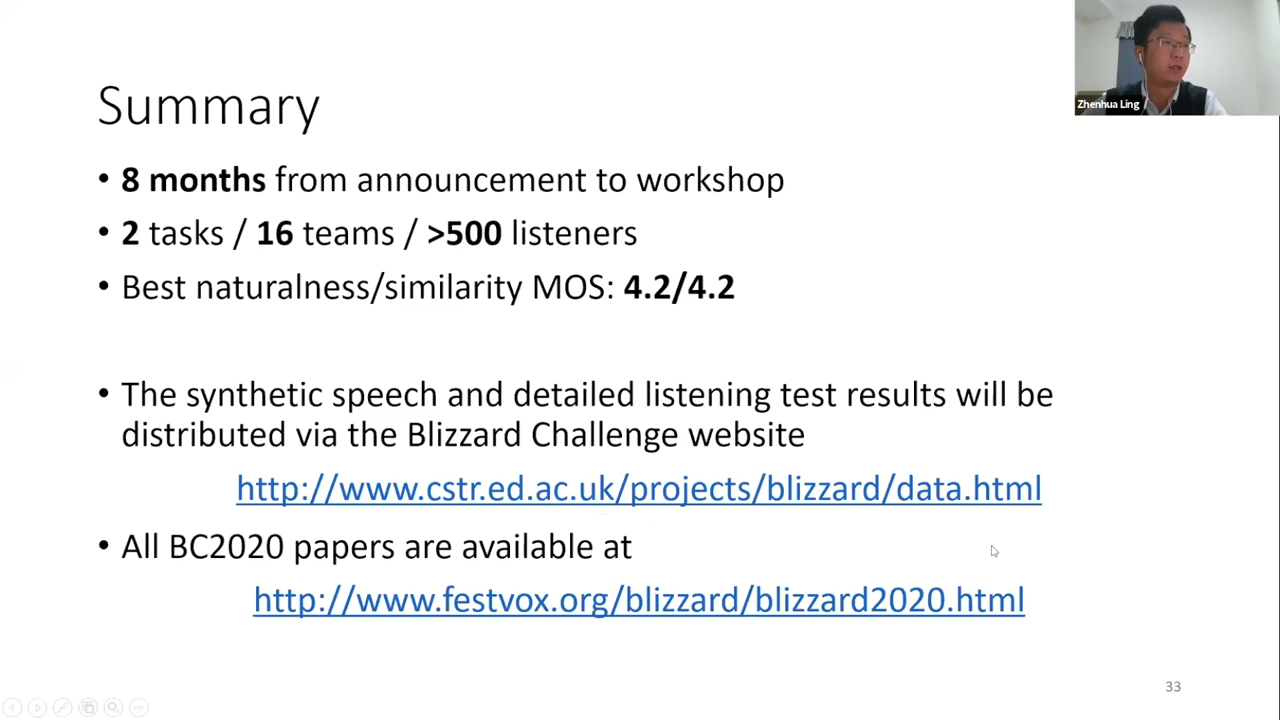 Zhenhua Ling
Summary
• 8 months from announcement to workshop
• 2 tasks / 16 teams / >500 listeners
• Best naturalness/similarity MOS: 4.2/4.2
• The synthetic speech and detailed listening test results will be
distributed via the Blizzard Challenge website
http://www.cstr.ed.ac.uk/projects/blizzard/data.html
• All BC2020 papers are available at
http://www.festvox.org/blizzard/blizzard2020.html
33